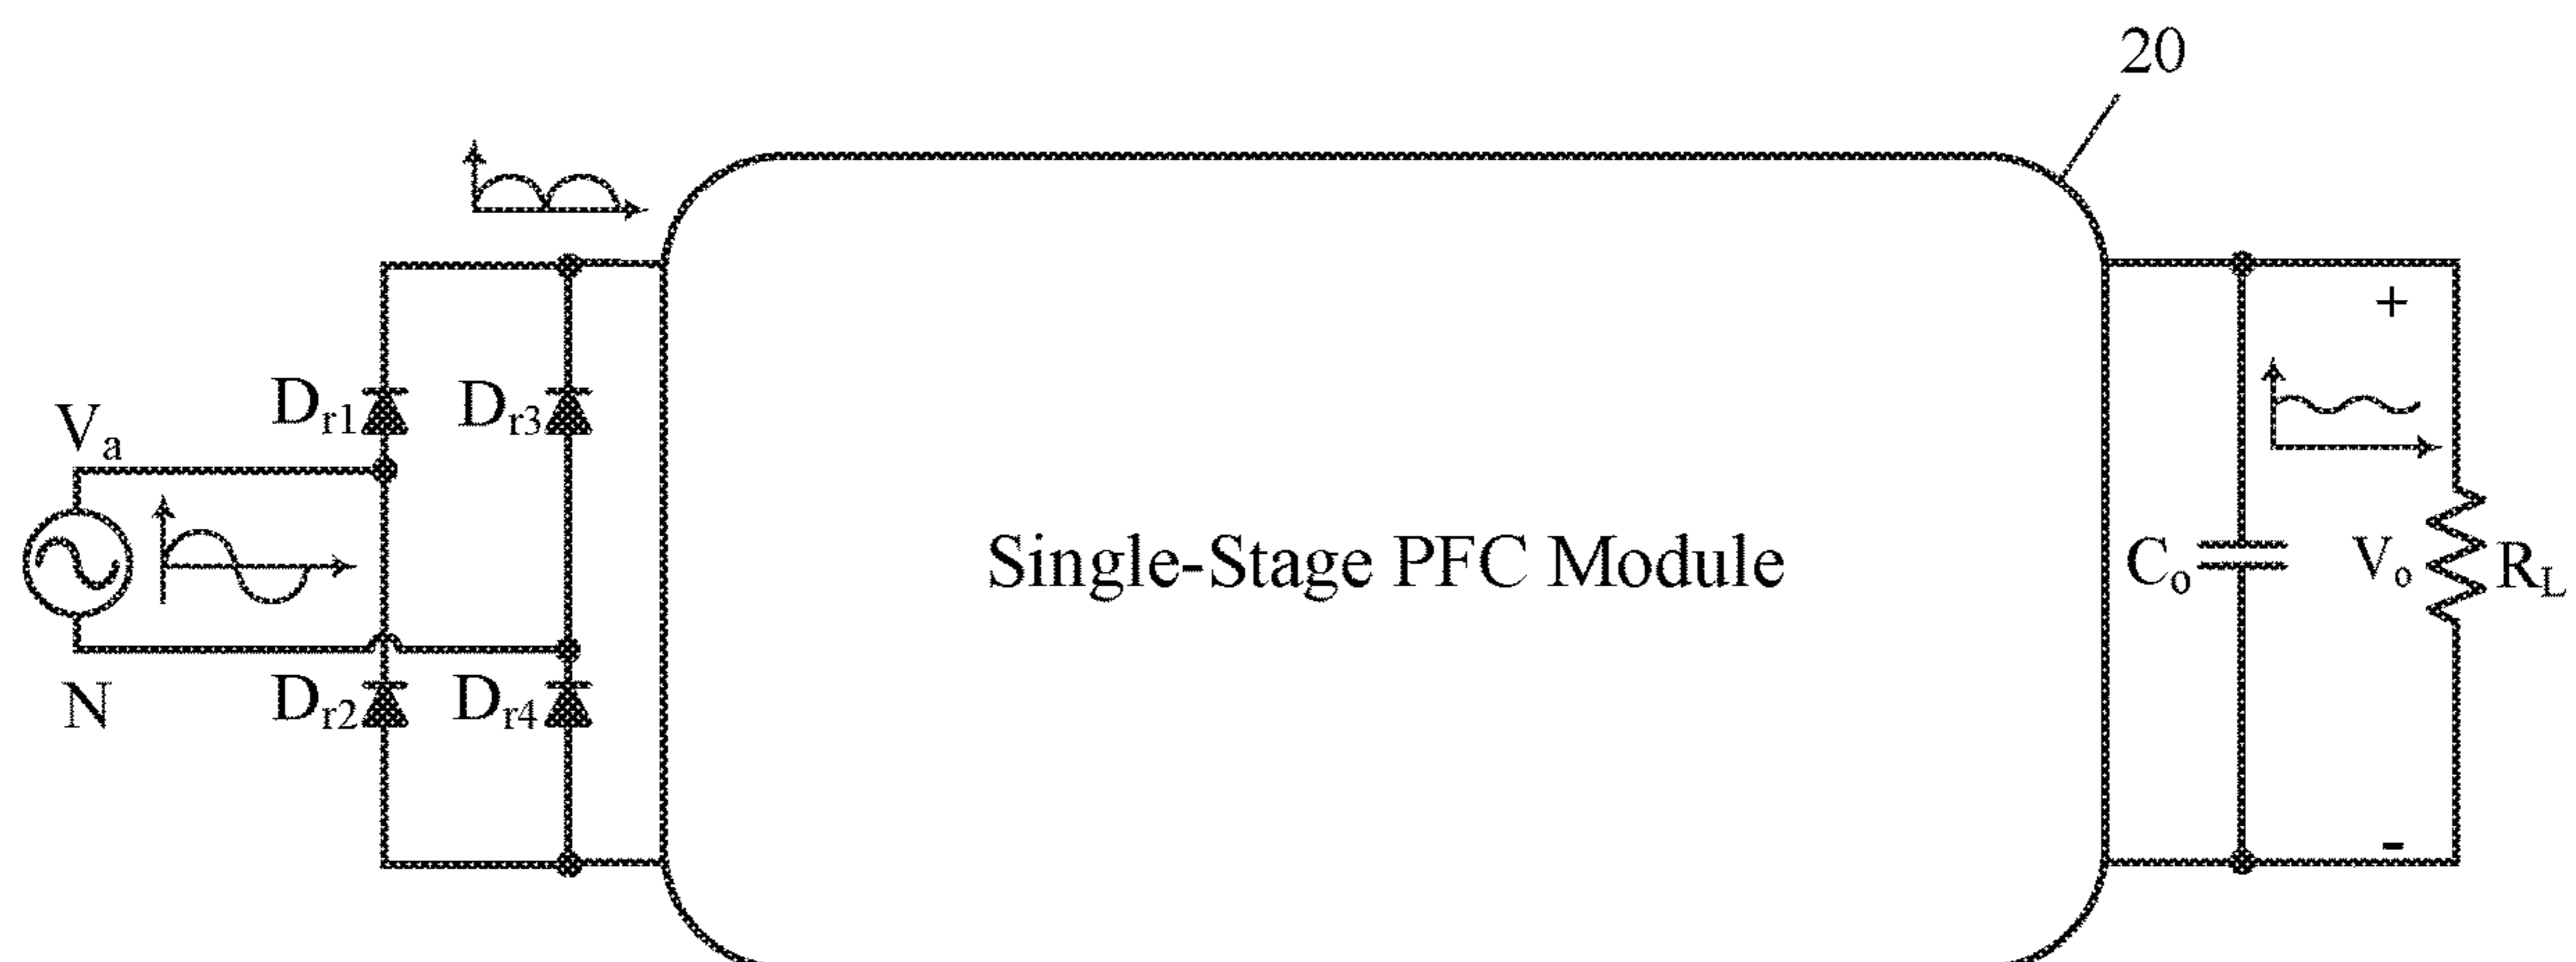 20
Va
Dr1
Dr3
+
Single-Stage PFC Module
Co
Vo
RL
N
Dr2
Dr4
-